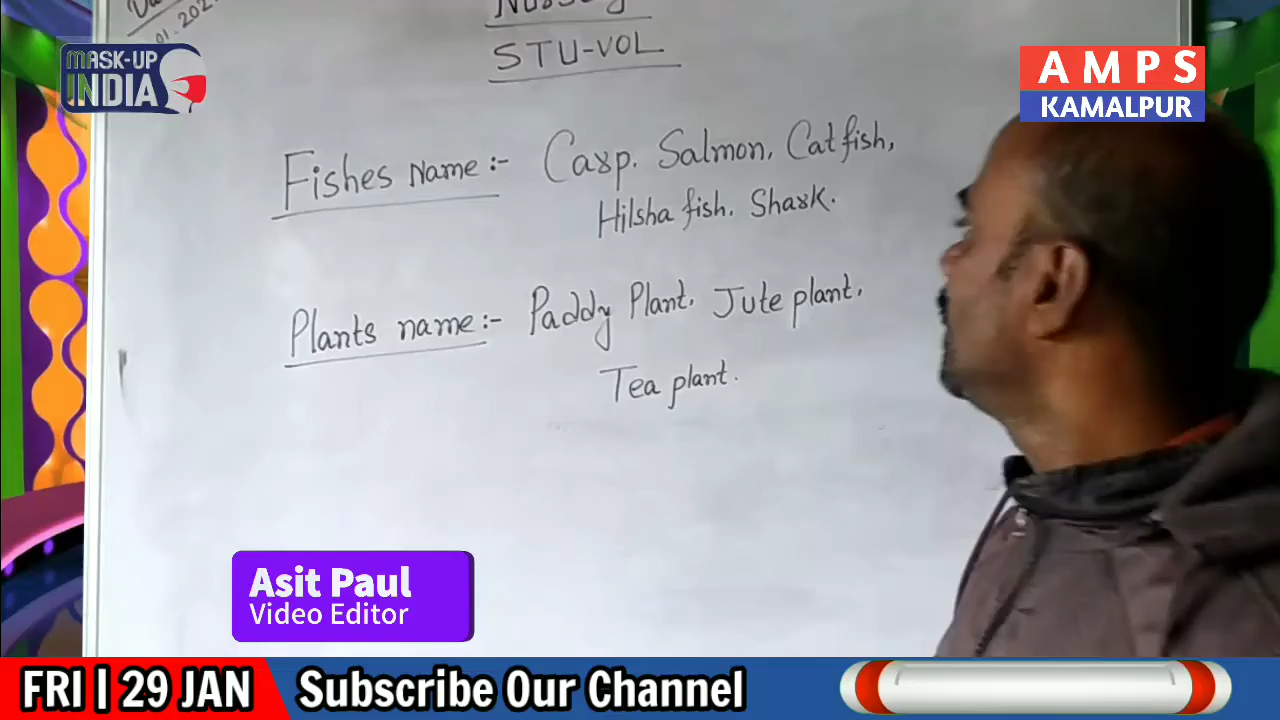 MASK-UP
INDIA
AMPS
KAMALPUR
STU-VOL
Fishes Name :- Carp. Salmon. Cat fish,
Hilsha fish. Shark.
Plants name :- Paddy Plant. Jute plant.
Tea plant.
Asit Paul
Video Editor
FRI | 29 JAN
Subscribe Our Channel